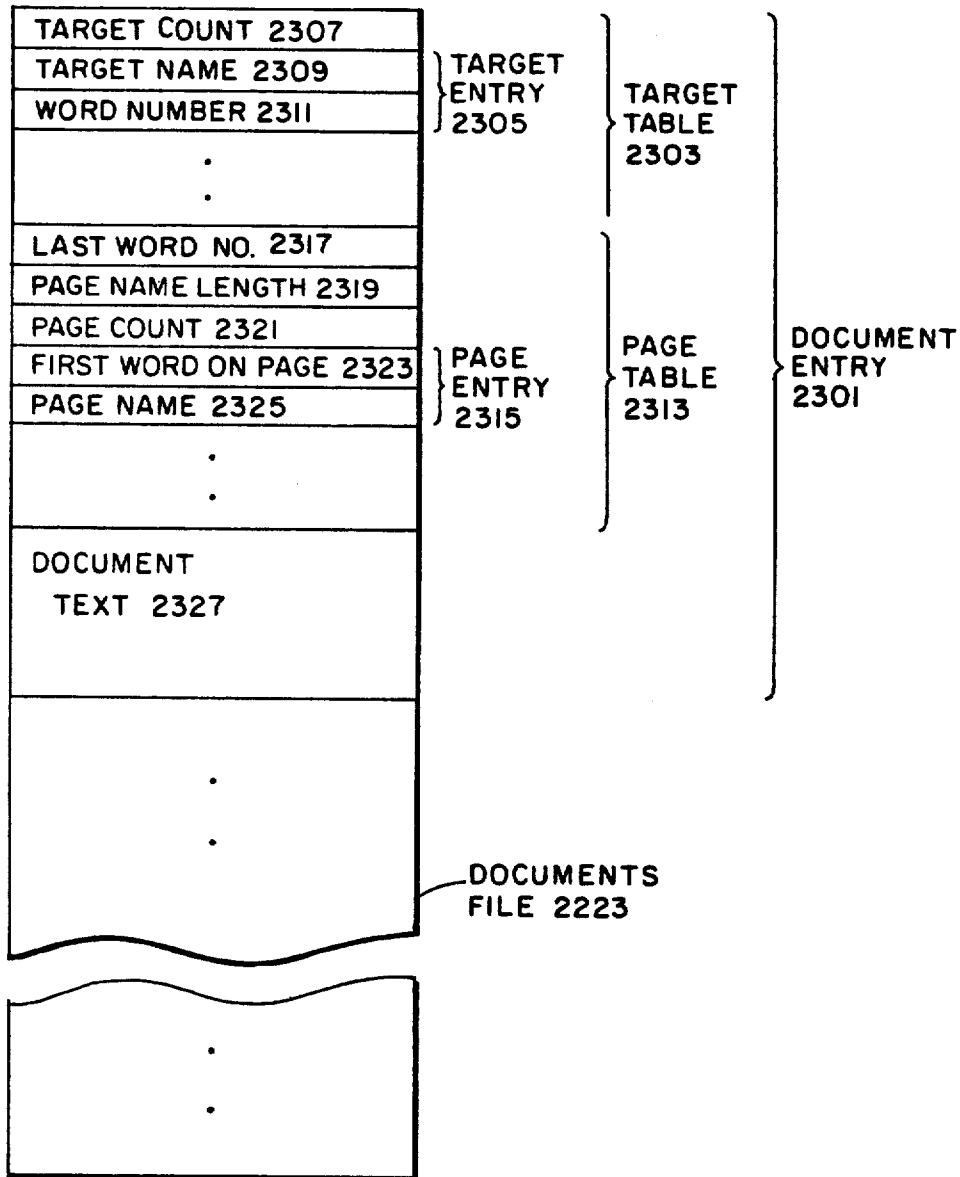 TARGET COUNT 2307
TARGET NAME 2309
WORD NUMBER 2311
TARGET
ENTRY
2305
TARGET
TABLE
2303
LAST WORD NO. 2317
PAGE NAME LENGTH 2319
PAGE COUNT 2321
FIRST WORD ON PAGE 2323
PAGE NAME 2325
PAGE
ENTRY
2315
PAGE
TABLE
2313
DOCUMENT
ENTRY
2301
DOCUMENT
TEXT 2327
DOCUMENTS
FILE 2223